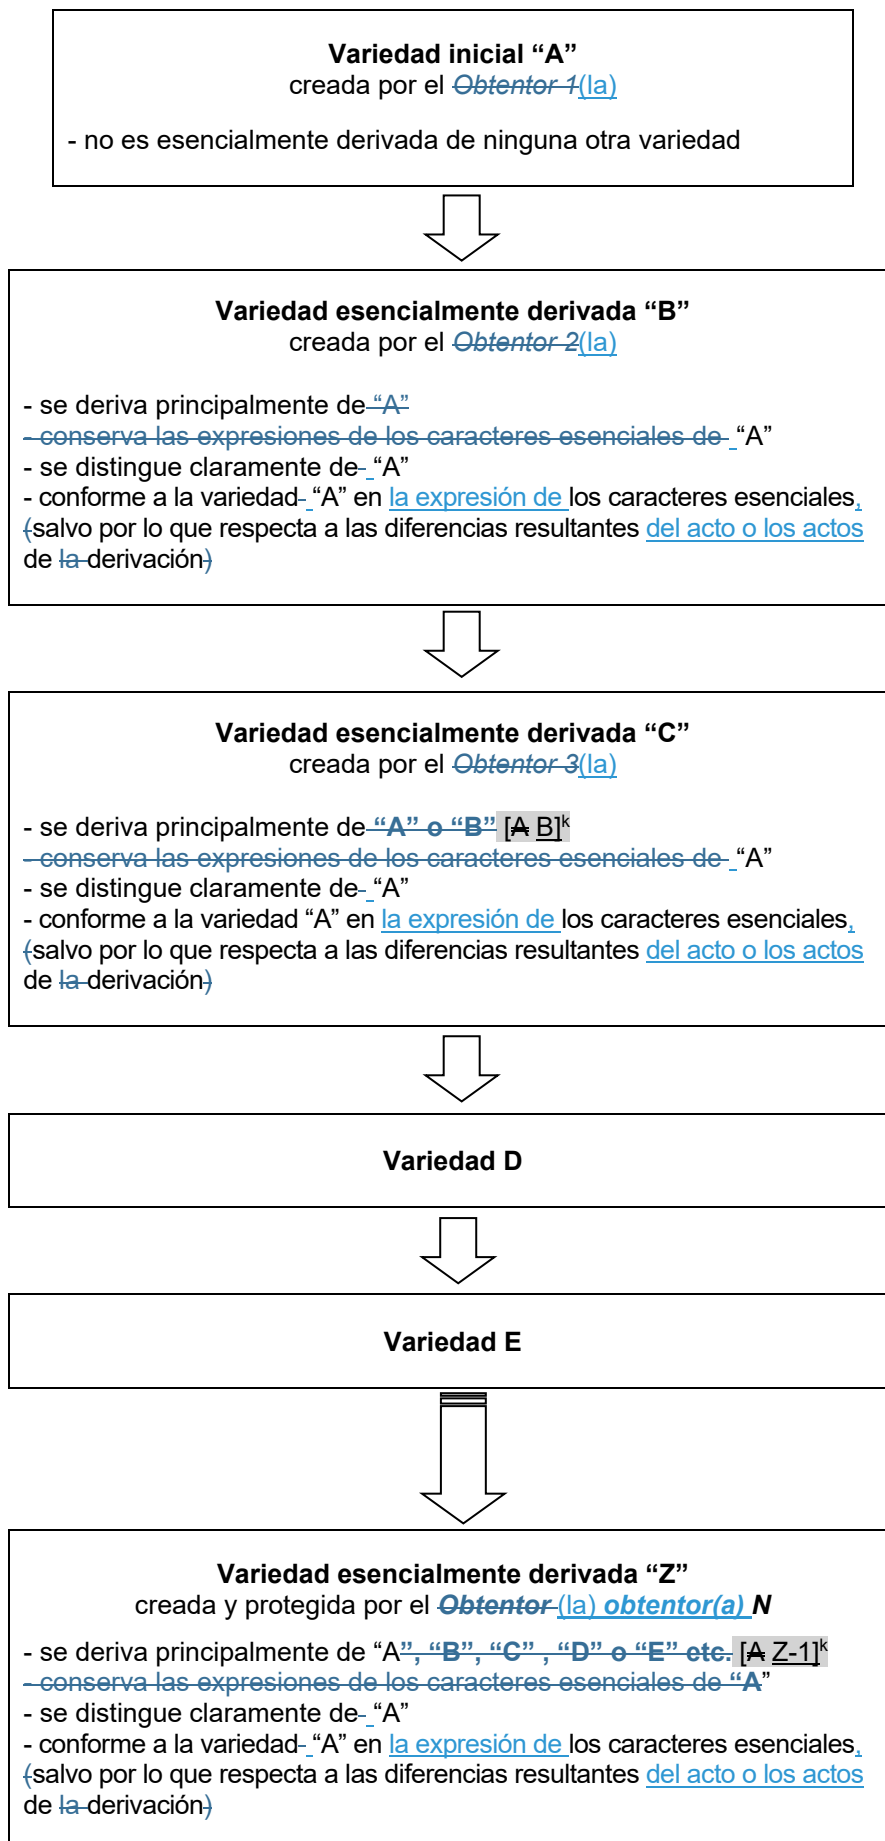 Variedad inicial “A”
creada por el Obtentor 1(la)
- no es esencialmente derivada de ninguna otra variedad
Variedad esencialmente derivada “B”
creada por el Obtentor 2(la)
- se deriva principalmente de “A”
- conserva las expresiones de los caracteres esenciales de “A”
- se distingue claramente de “A”
- conforme a la variedad “A” en la expresión de los caracteres esenciales,
(salvo por lo que respecta a las diferencias resultantes del acto o los actos
de la derivación)
Variedad esencialmente derivada “C”
creada por el Obtentor 3(la)
- se deriva principalmente de “A” o “B” [A B]k
- conserva las expresiones de los caracteres esenciales de “A”
- se distingue claramente de “A”
- conforme a la variedad “A” en la expresión de los caracteres esenciales,
(salvo por lo que respecta a las diferencias resultantes del acto o los actos
de la derivación)
Variedad D
Variedad E
Variedad esencialmente derivada “Z”
creada y protegida por el Obtentor (la) obtentor(a) N
- se deriva principalmente de “A”, “B”, “C” , “D” o “E” etc. [A Z-1]k
- conserva las expresiones de los caracteres esenciales de “A”
- se distingue claramente de “A”
- conforme a la variedad “A” en la expresión de los caracteres esenciales,
(salvo por lo que respecta a las diferencias resultantes del acto o los actos
de la derivación)